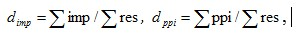 d_imp = ∑imp / ∑res , d_ppi = ∑ppi / ∑res ,